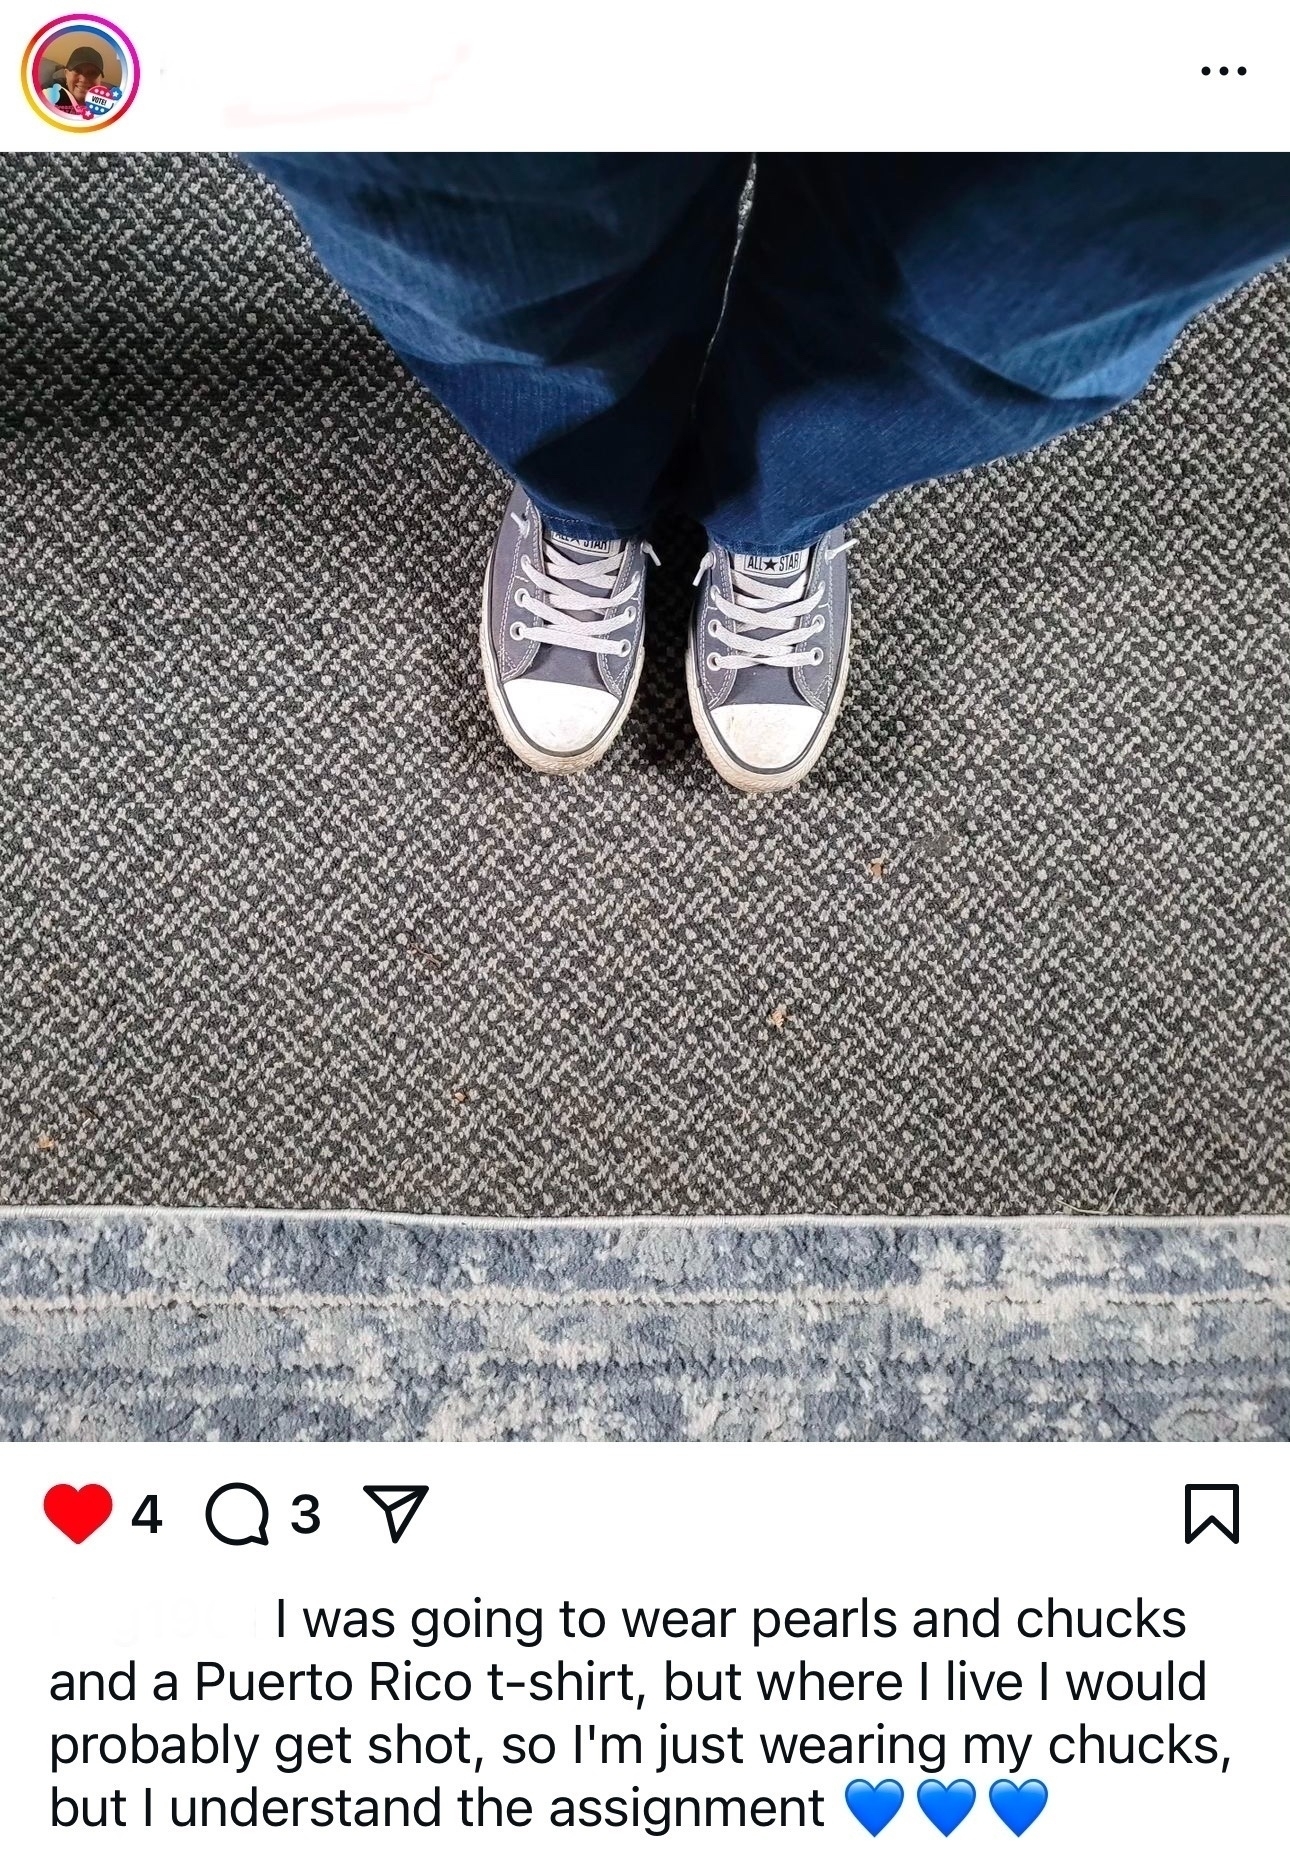 VOTE!
ALL★STAR
ALL★STAR
4 3
I was going to wear pearls and chucks
and a Puerto Rico t-shirt, but where I live I would
probably get shot, so I'm just wearing my chucks,
but I understand the assignment 💙💙💙